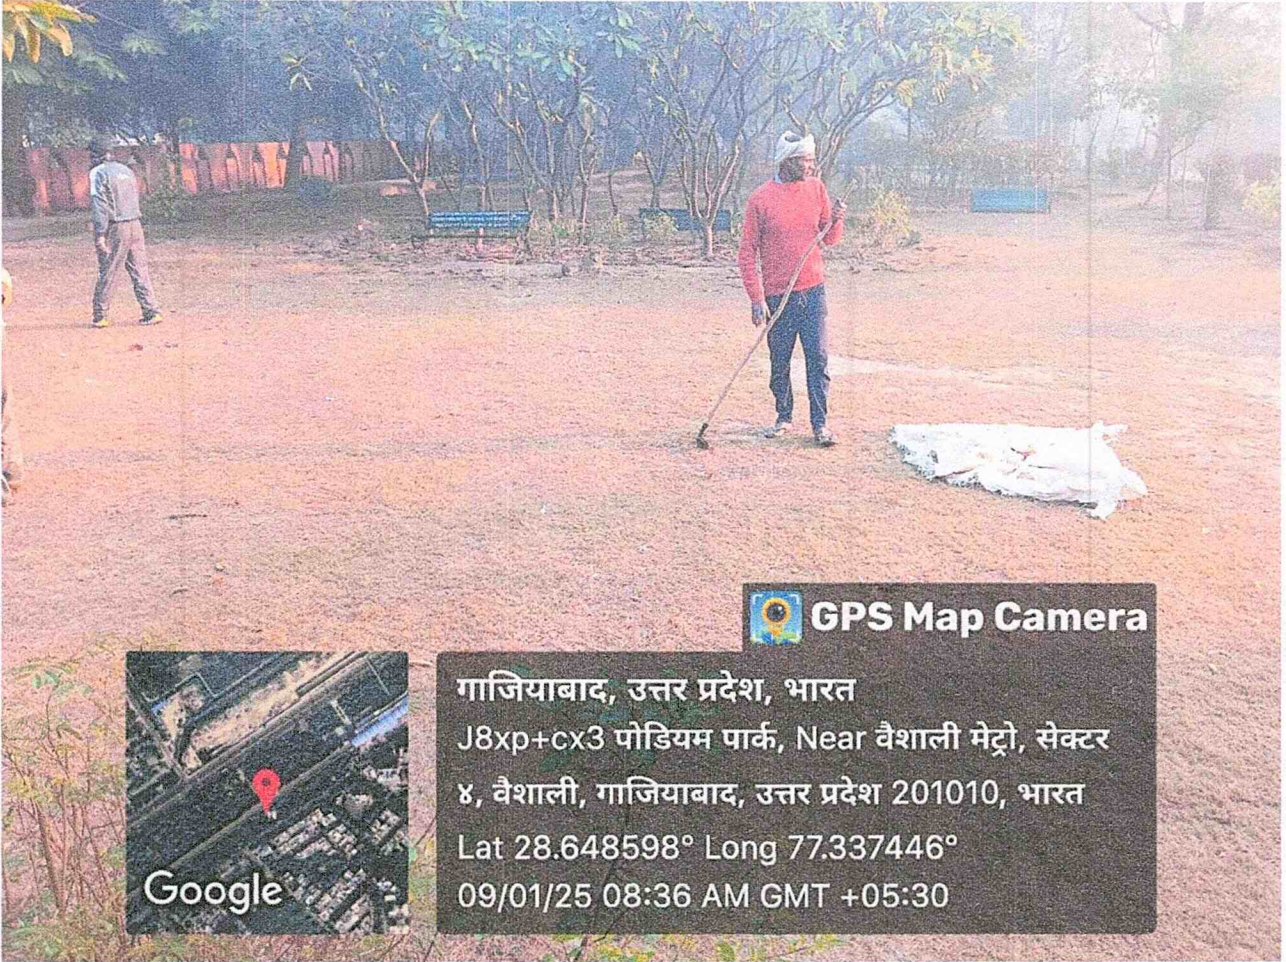 GPS Map Camera
गाजियाबाद, उत्तर प्रदेश, भारत
J8xp+cx3 पोडियम पार्क, Near वैशाली मेट्रो, सेक्टर
४, वैशाली, गाजियाबाद, उत्तर प्रदेश 201010, भारत
Lat 28.648598° Long 77.337446°
09/01/25 08:36 AM GMT +05:30
Google